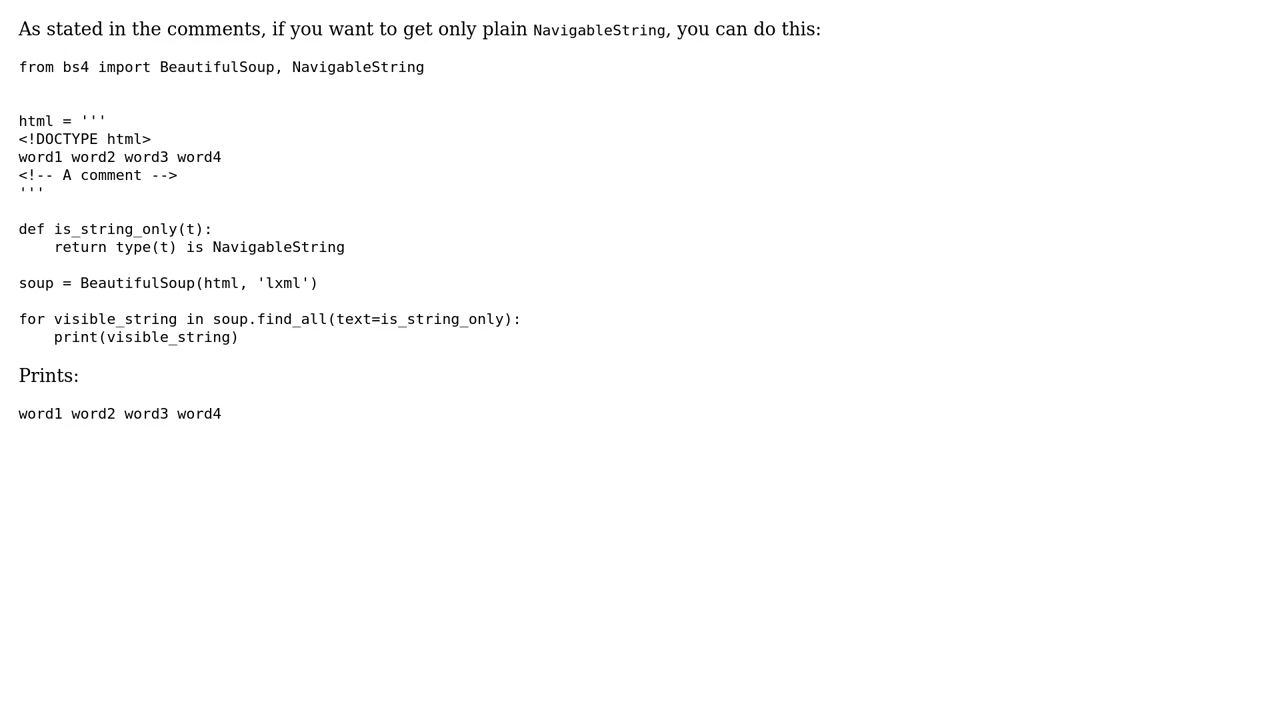 As stated in the comments, if you want to get only plain NavigableString, you can do this:
from bs4 import BeautifulSoup, NavigableString
html = '''
<!DOCTYPE html>
word1 word2 word3 word4
<!-- A comment -->
'''
def is_string_only(t):
    return type(t) is NavigableString
soup = BeautifulSoup(html, 'lxml')
for visible_string in soup.find_all(text=is_string_only):
    print(visible_string)
Prints:
word1 word2 word3 word4